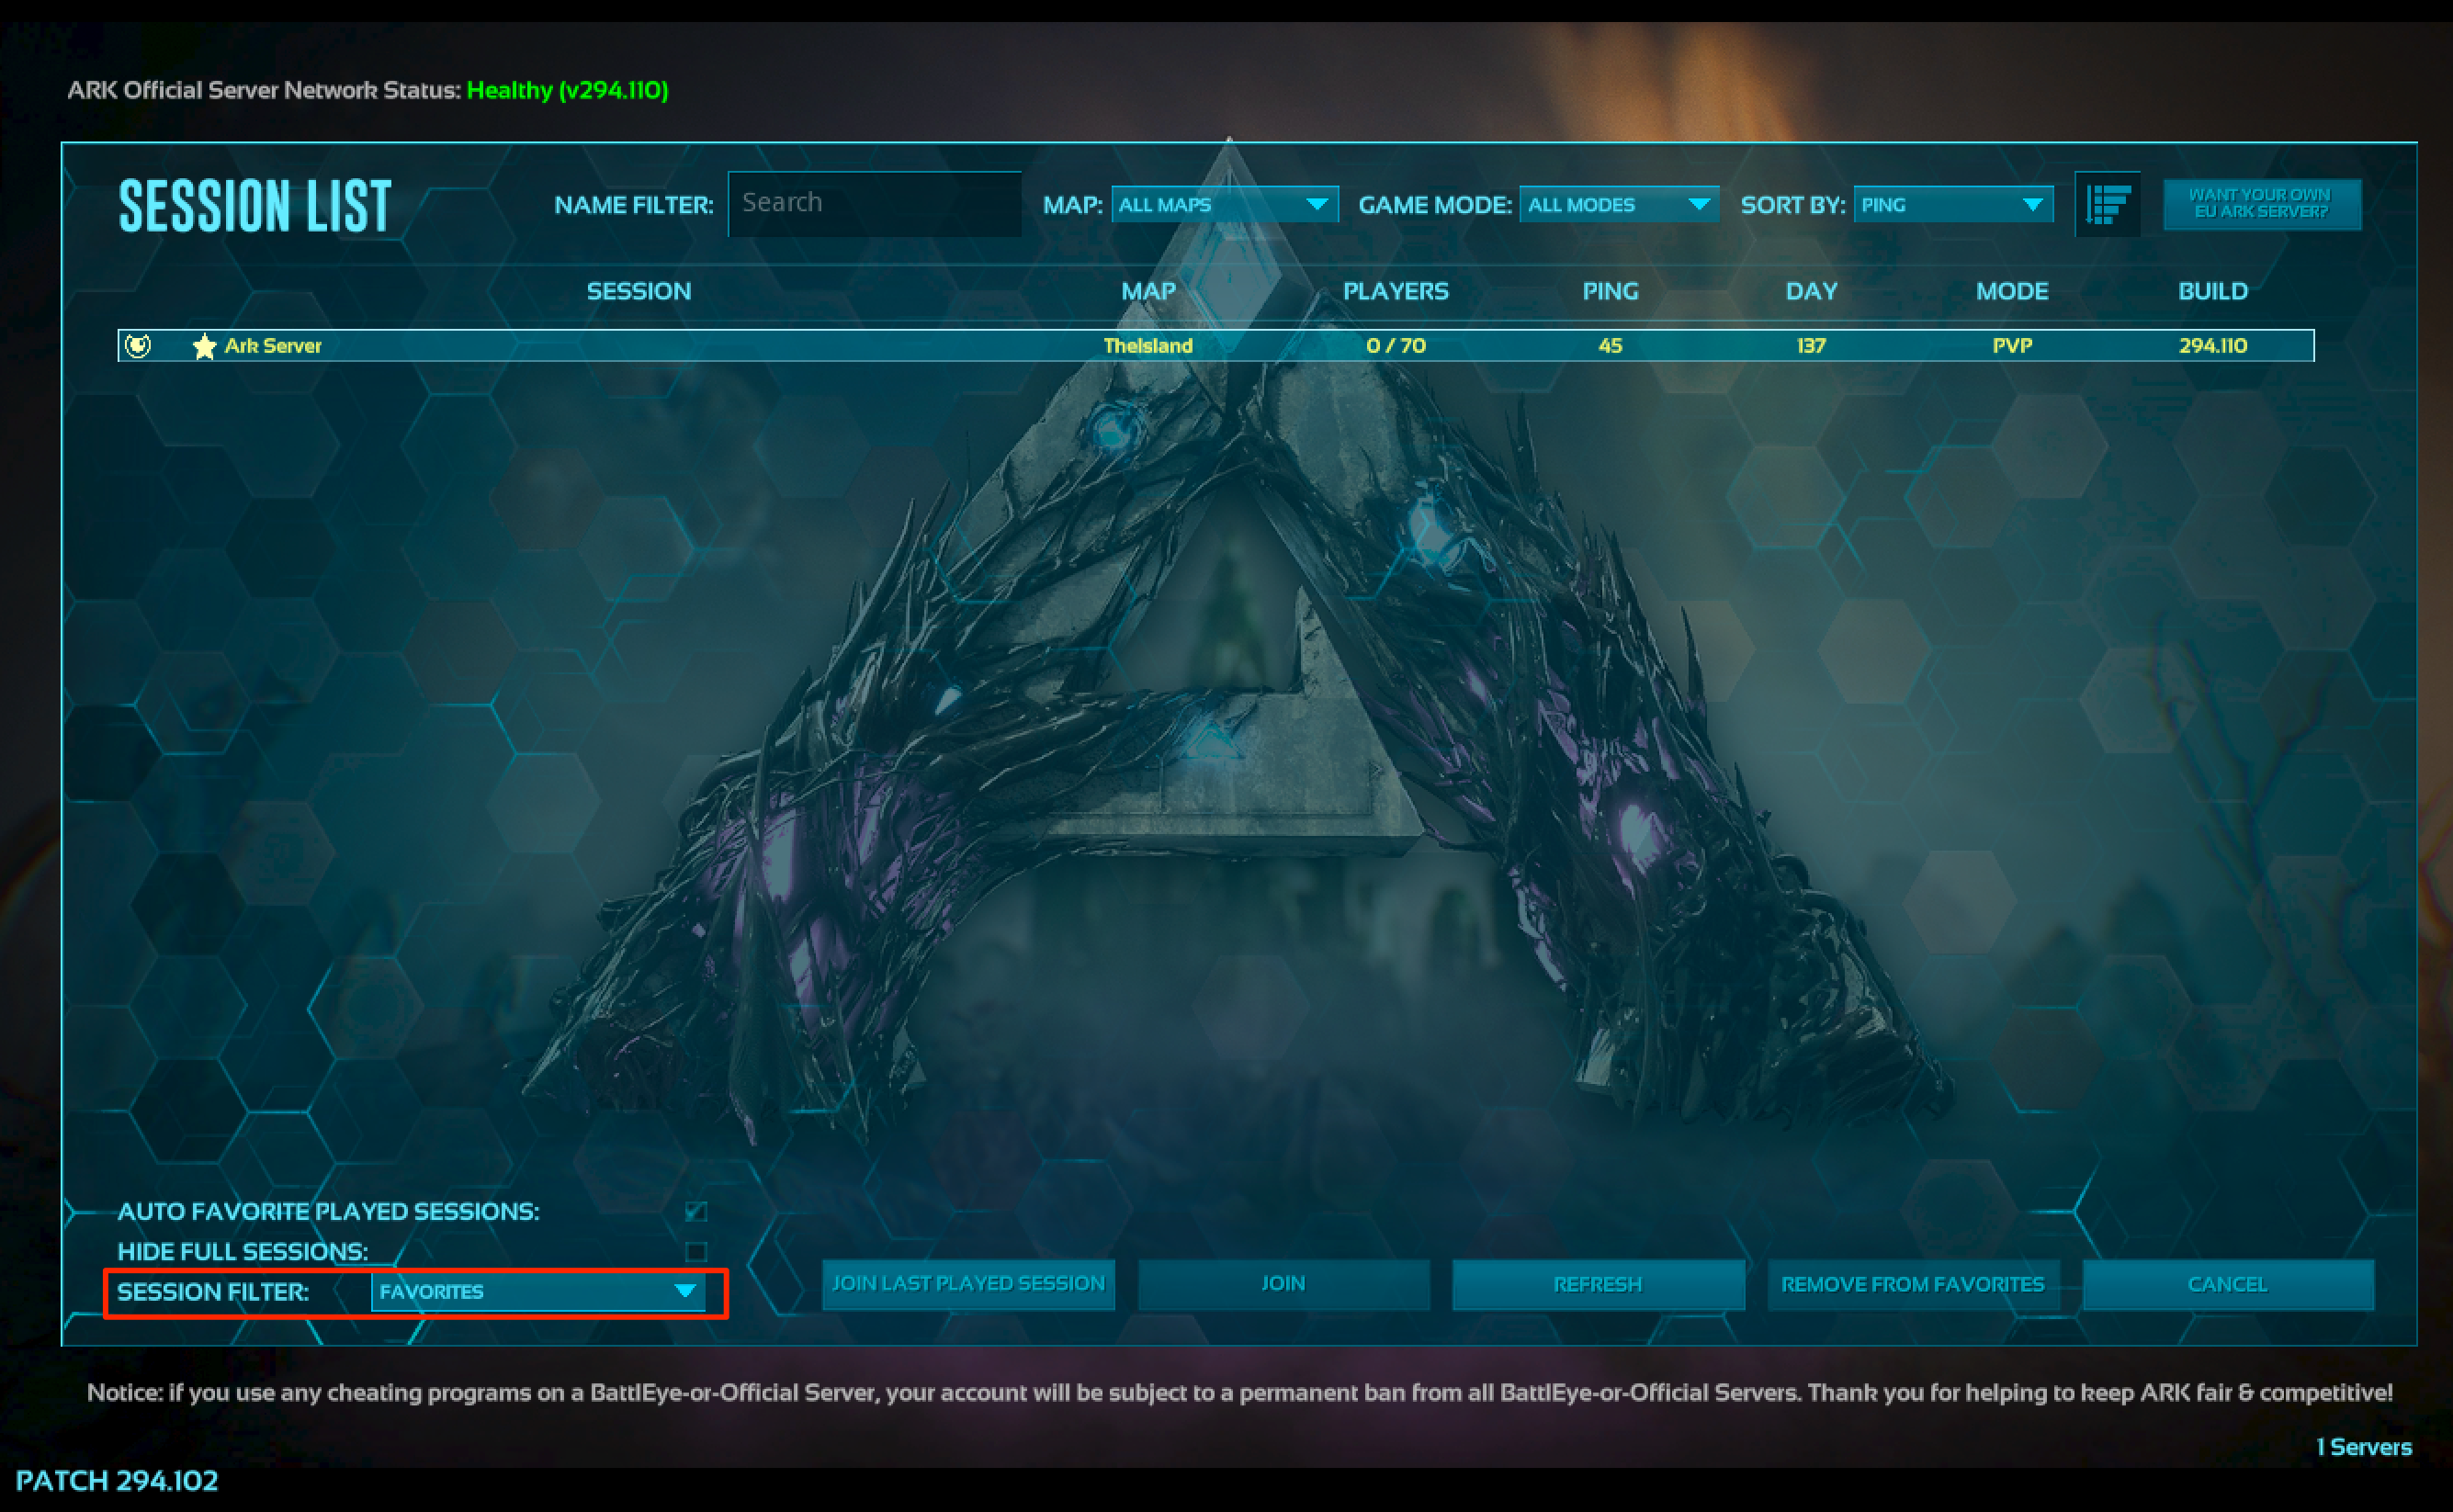 ARK Official Server Network Status: Healthy (v294.110)
SESSION LIST
NAME FILTER: Search
MAP: ALL MAPS
GAME MODE: ALL MODES
SORT BY: PING
WANT YOUR OWN
EU ARK SERVER?
SESSION MAP PLAYERS PING DAY MODE BUILD
Ark Server TheIsland 0 / 70 45 137 PVP 294.110
AUTO FAVORITE PLAYED SESSIONS:
HIDE FULL SESSIONS:
SESSION FILTER: FAVORITES
JOIN LAST PLAYED SESSION
JOIN
REFRESH
REMOVE FROM FAVORITES
CANCEL
Notice: if you use any cheating programs on a BattlEye-or-Official Server, your account will be subject to a permanent ban from all BattlEye-or-Official Servers. Thank you for helping to keep ARK fair & competitive!
1 Servers
PATCH 294.102